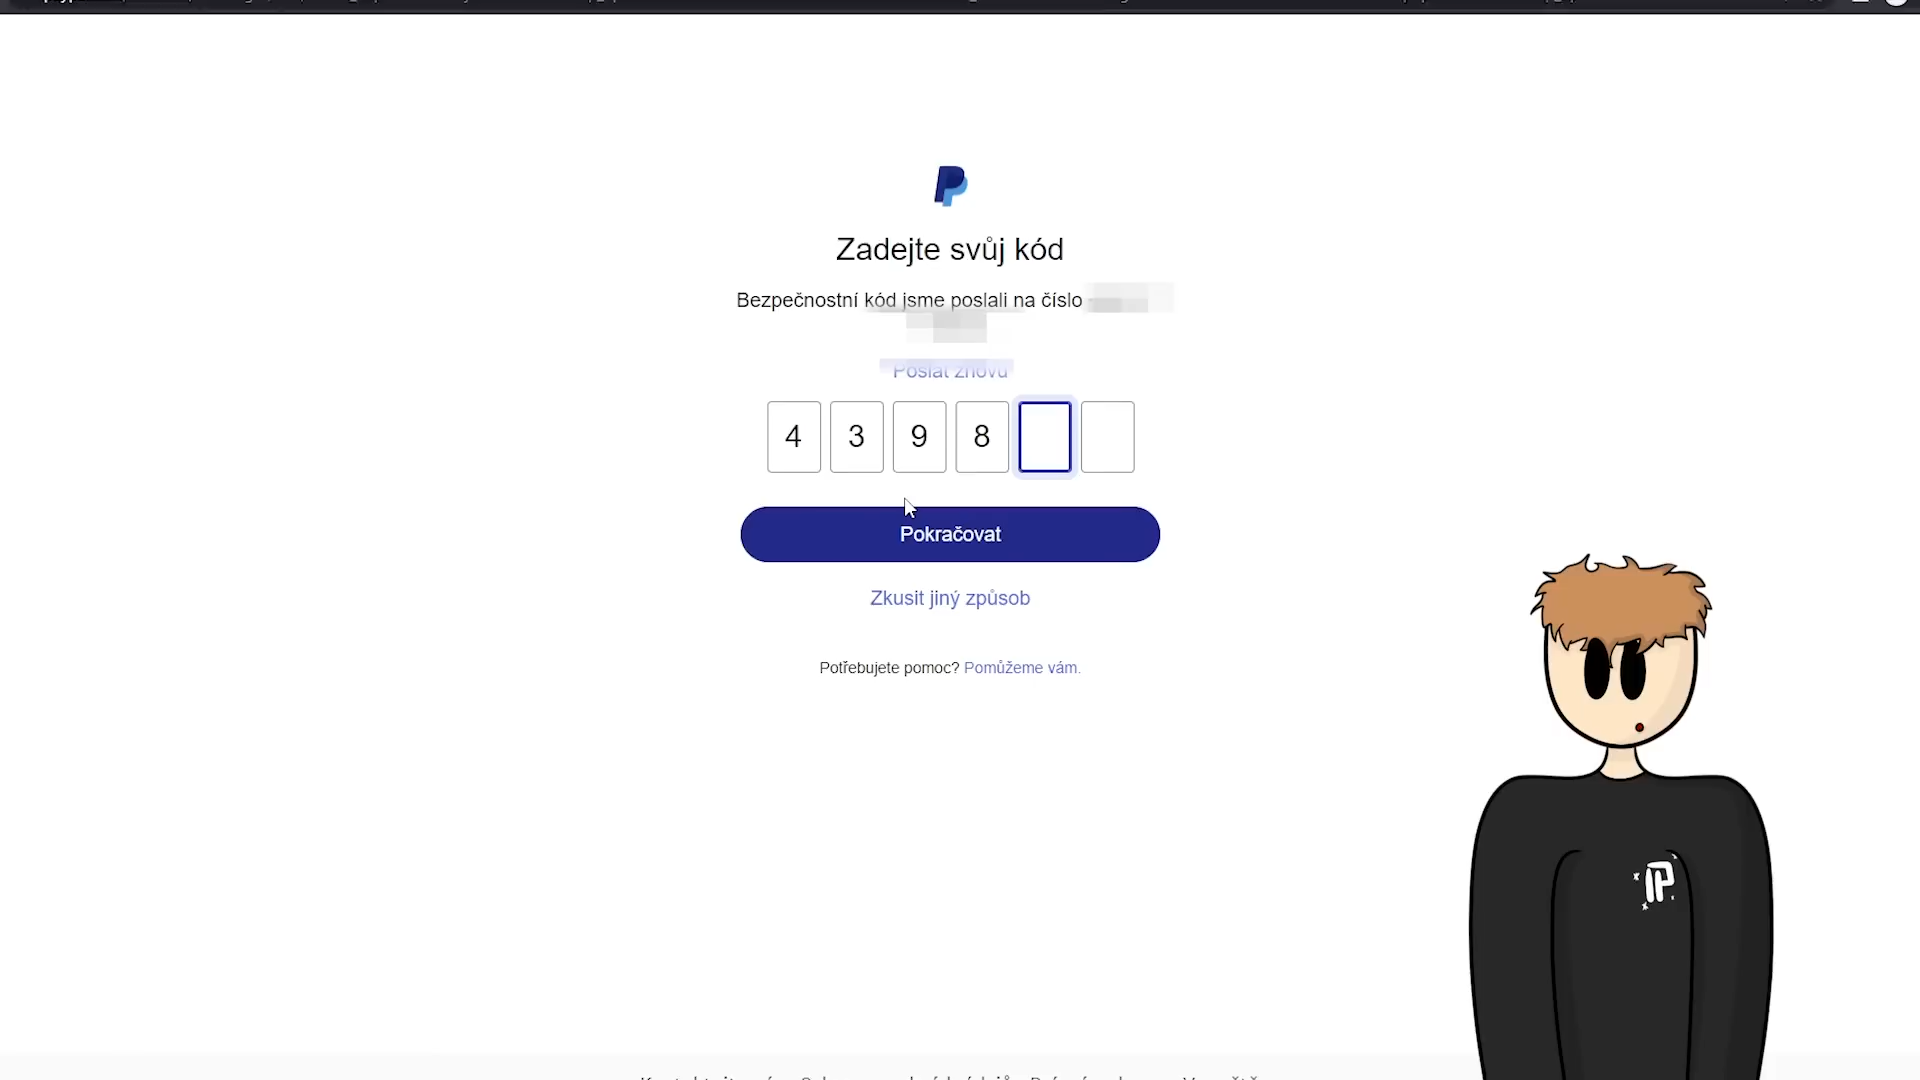 Zadejte svůj kód
Bezpečnostní kód jsme poslali na číslo
Poslat znovu
4 3 9 8
Pokračovat
Zkusit jiný způsob
Potřebujete pomoc? Pomůžeme vám.